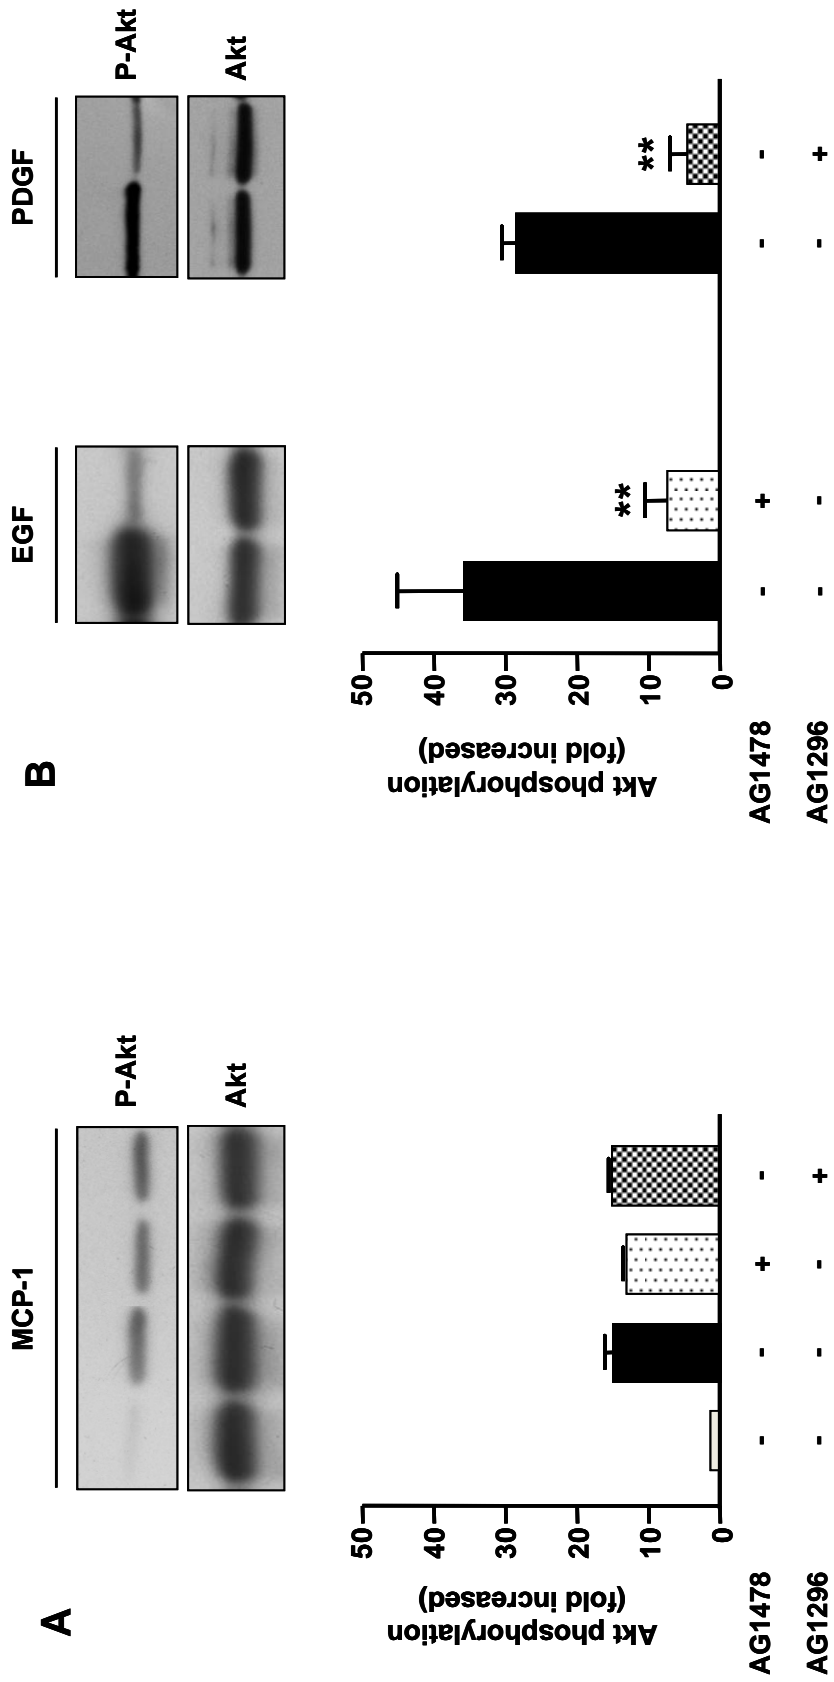 A
MCP-1
P-Akt
Akt
Akt phosphorylation
(fold increased)
50
40
30
20
10
0
AG1478 - - + -
AG1296 - - - +
B
EGF
PDGF
P-Akt
Akt
Akt phosphorylation
(fold increased)
50
40
30
20
10
0
**
**
AG1478 - + - -
AG1296 - - - +